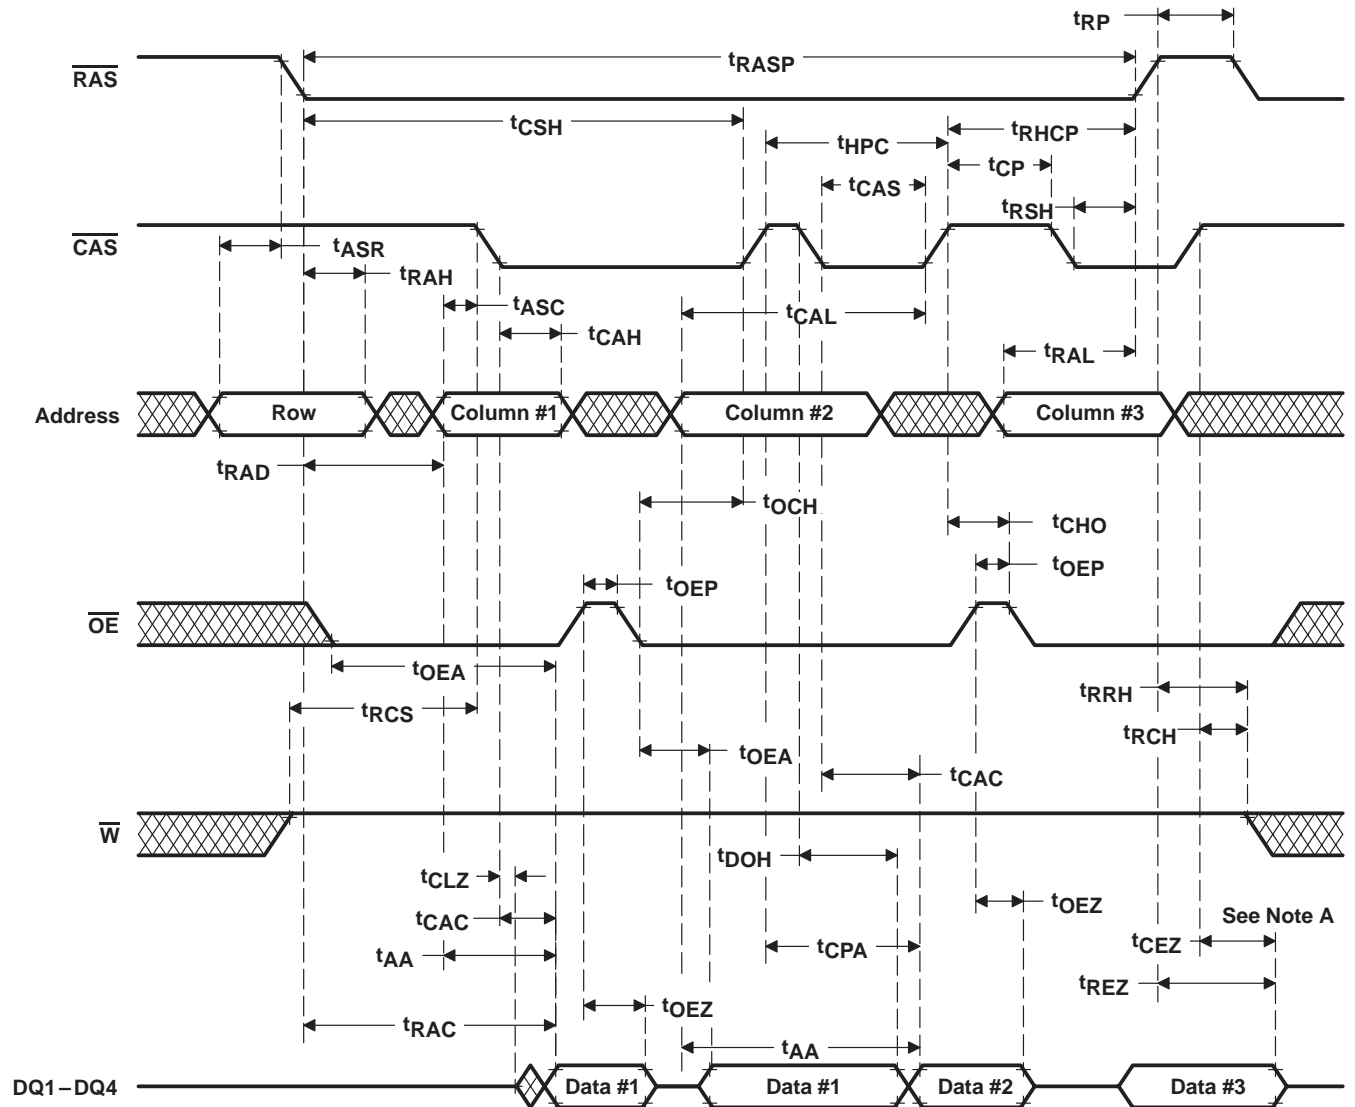 tRP
tRASP
RAS
tCSH
tRHCP
tHPC
tCP
tCAS
tRSH
CAS
tASR
tRAH
tASC
tCAL
tCAH
tRAL
Address
Row
Column #1
Column #2
Column #3
tRAD
tOCH
tCHO
tOEP
tOEP
OE
tOEA
tRRH
tRCS
tRCH
tOEA
tCAC
W
tDOH
tCLZ
tOEZ
tCAC
See Note A
tCPA
tCEZ
tAA
tREZ
tOEZ
tRAC
tAA
DQ1–DQ4
Data #1
Data #1
Data #2
Data #3